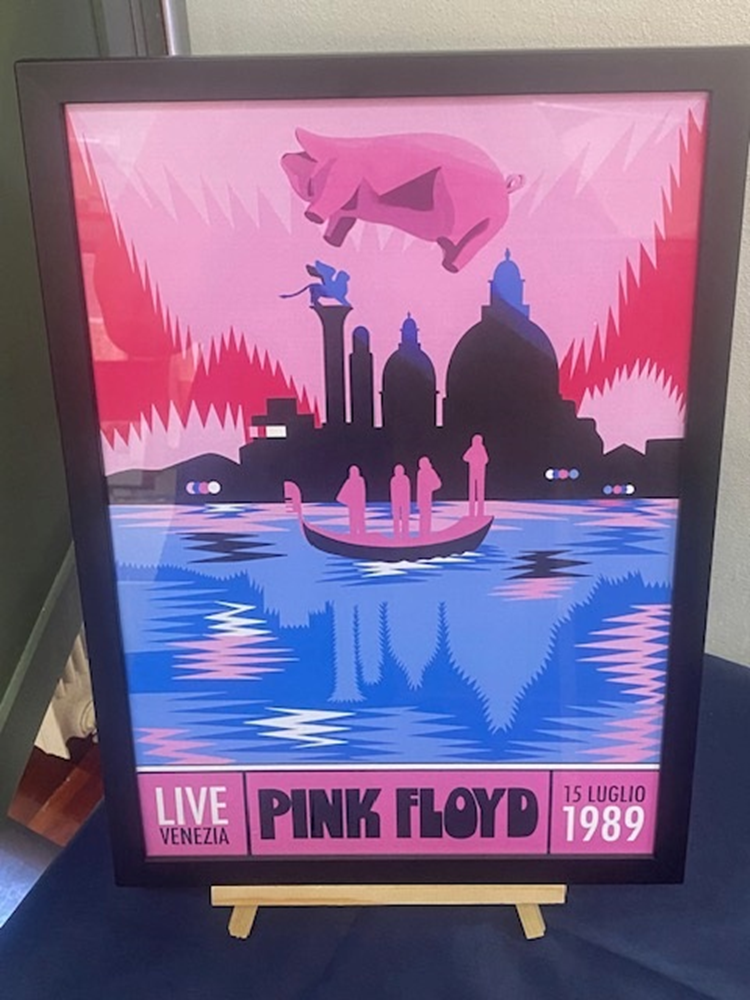 LIVE
VENEZIA
PINK FLOYD
15 LUGLIO
1989